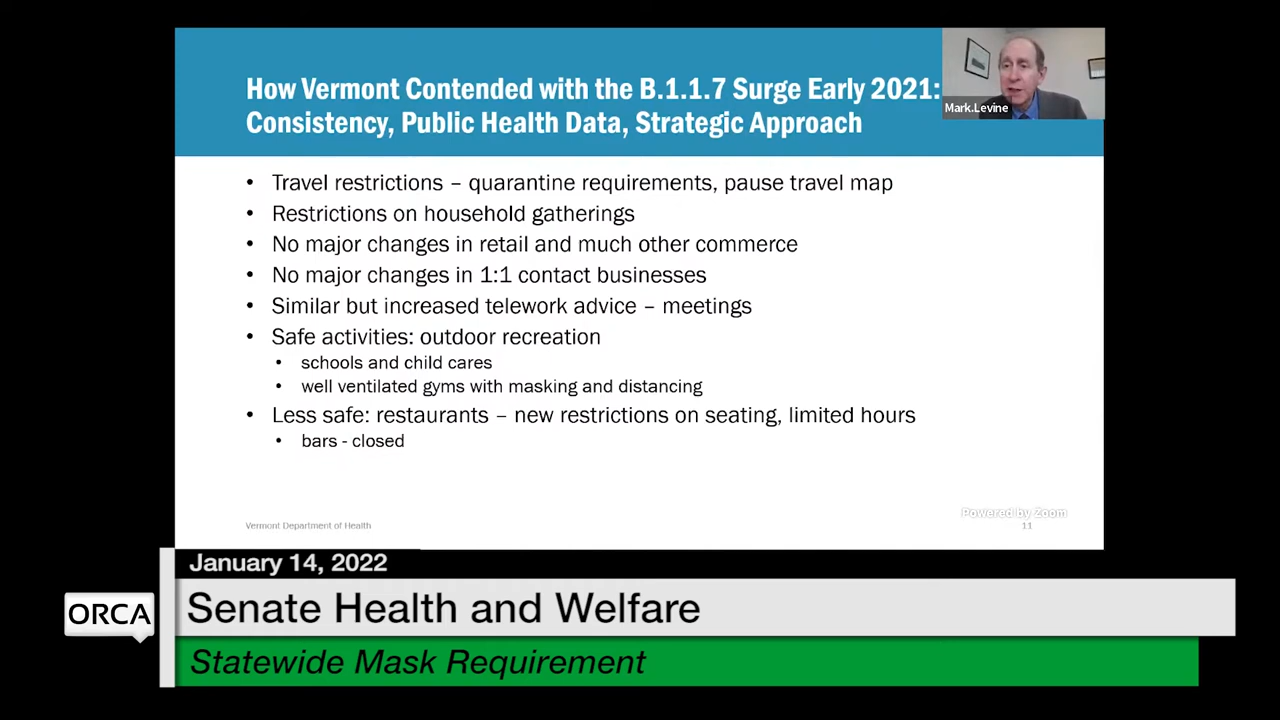 How Vermont Contended with the B.1.1.7 Surge Early 2021:
Consistency, Public Health Data, Strategic Approach
Mark.Levine
• Travel restrictions – quarantine requirements, pause travel map
• Restrictions on household gatherings
• No major changes in retail and much other commerce
• No major changes in 1:1 contact businesses
• Similar but increased telework advice – meetings
• Safe activities: outdoor recreation
• schools and child cares
• well ventilated gyms with masking and distancing
• Less safe: restaurants – new restrictions on seating, limited hours
• bars - closed
Powered by Zoom
Vermont Department of Health
11
January 14, 2022
ORCA
Senate Health and Welfare
Statewide Mask Requirement